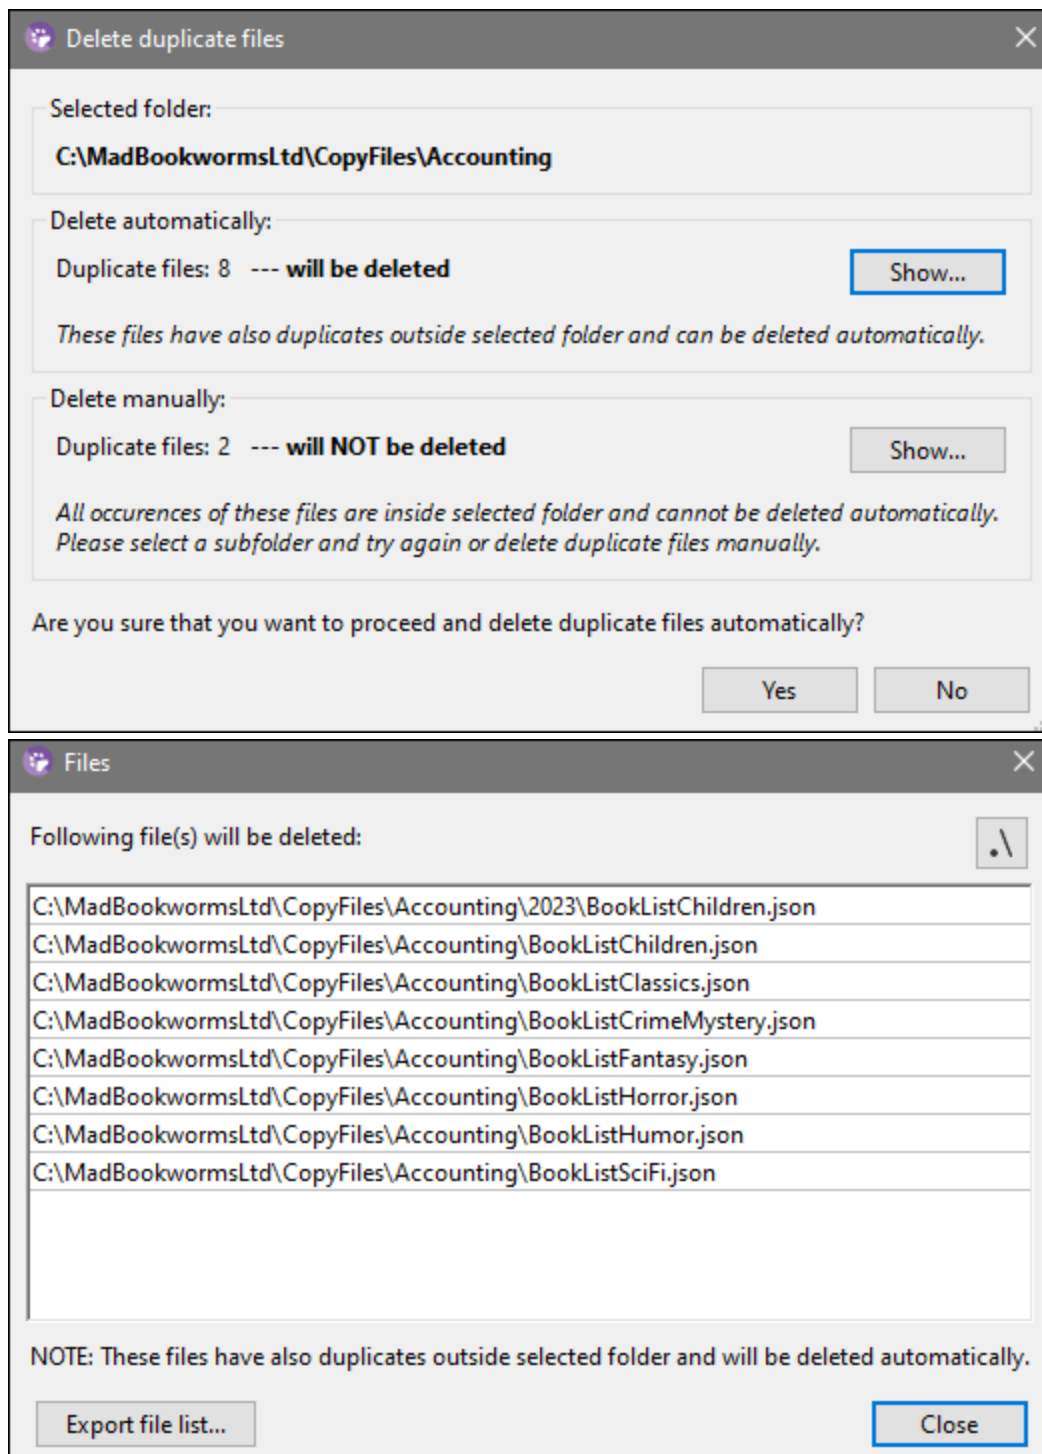 Delete duplicate files
Selected folder:
C:\MadBookwormsLtd\CopyFiles\Accounting
Delete automatically:
Duplicate files: 8 --- will be deleted
Show...
These files have also duplicates outside selected folder and can be deleted automatically.
Delete manually:
Duplicate files: 2 --- will NOT be deleted
Show...
All occurences of these files are inside selected folder and cannot be deleted automatically.
Please select a subfolder and try again or delete duplicate files manually.
Are you sure that you want to proceed and delete duplicate files automatically?
Yes
No
Files
Following file(s) will be deleted:
.\
C:\MadBookwormsLtd\CopyFiles\Accounting\2023\BookListChildren.json
C:\MadBookwormsLtd\CopyFiles\Accounting\BookListChildren.json
C:\MadBookwormsLtd\CopyFiles\Accounting\BookListClassics.json
C:\MadBookwormsLtd\CopyFiles\Accounting\BookListCrimeMystery.json
C:\MadBookwormsLtd\CopyFiles\Accounting\BookListFantasy.json
C:\MadBookwormsLtd\CopyFiles\Accounting\BookListHorror.json
C:\MadBookwormsLtd\CopyFiles\Accounting\BookListHumor.json
C:\MadBookwormsLtd\CopyFiles\Accounting\BookListSciFi.json
NOTE: These files have also duplicates outside selected folder and will be deleted automatically.
Export file list...
Close